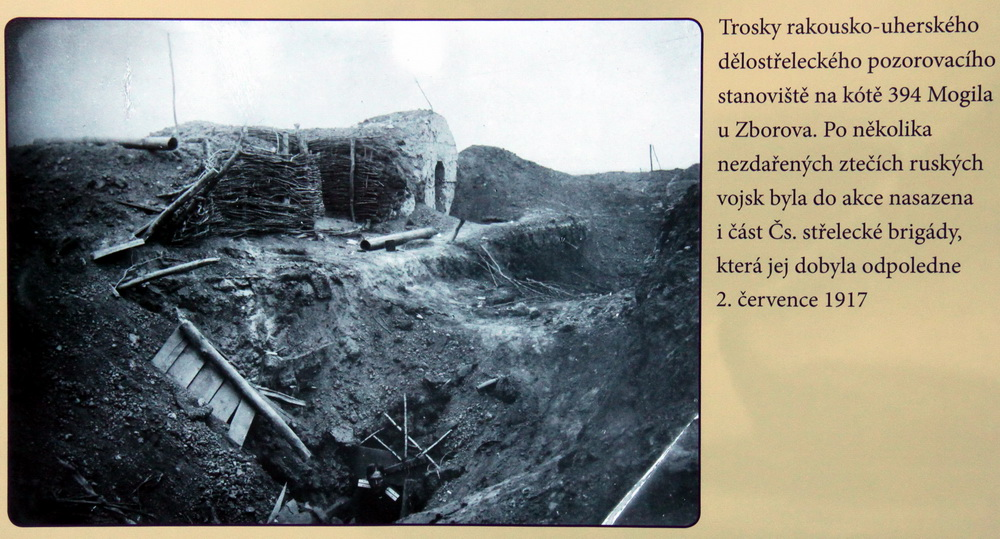 Trosky rakousko-uherského
dělostřeleckého pozorovacího
stanoviště na kótě 394 Mogila
u Zborova. Po několika
nezdařených ztečích ruských
vojsk byla do akce nasazena
i část Čs. střelecké brigády,
která jej dobyla odpoledne
2. července 1917